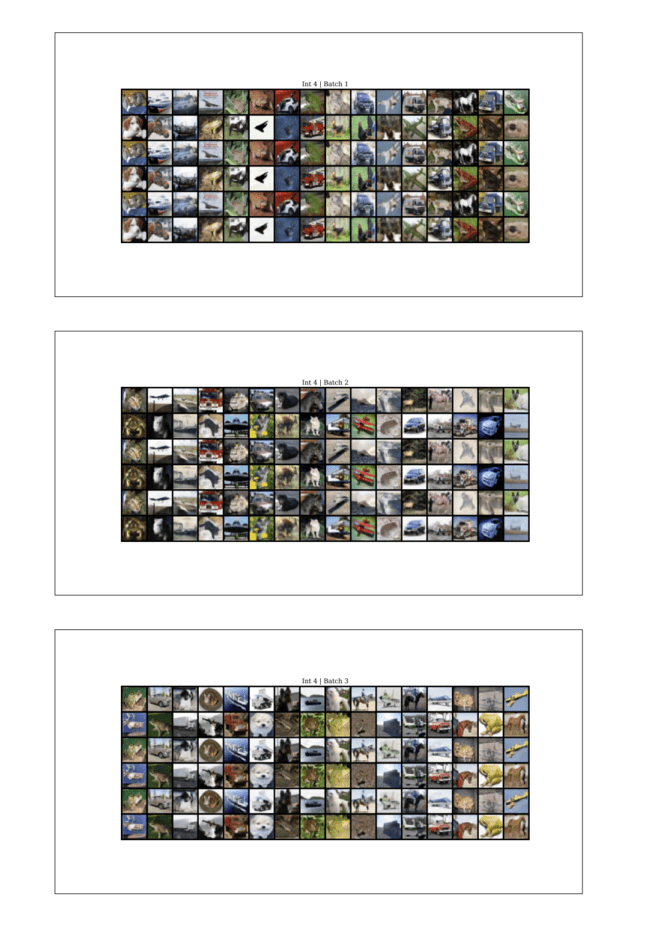 Int 4 | Batch 1
Int 4 | Batch 2
Int 4 | Batch 3